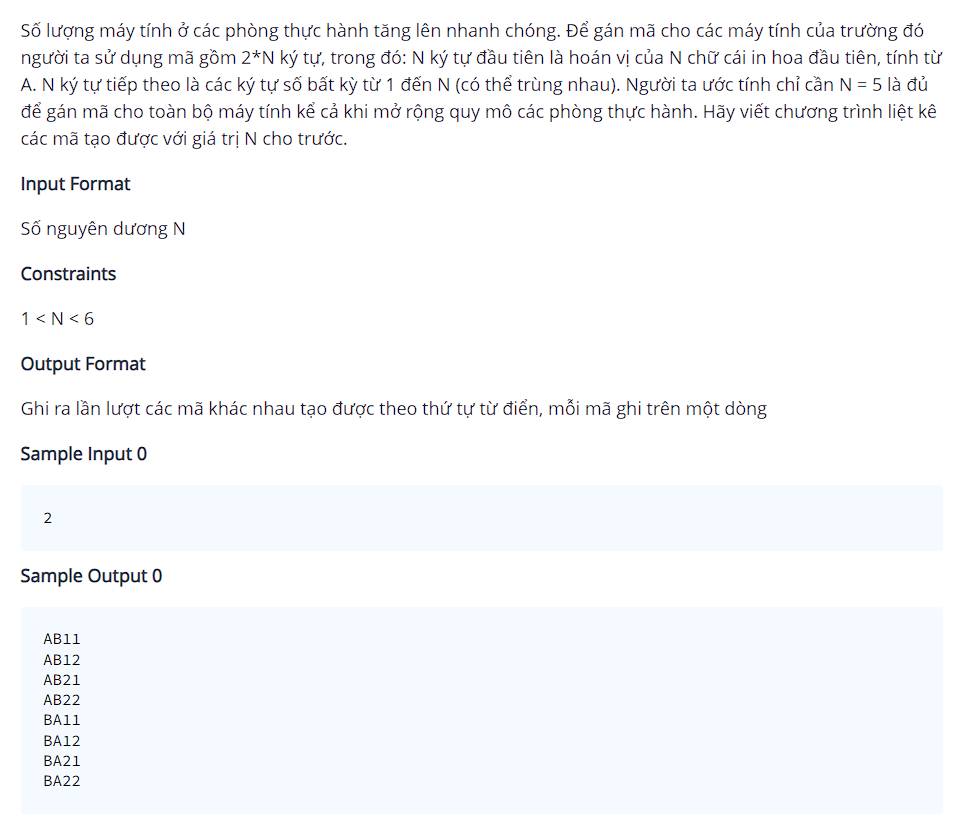 Số lượng máy tính ở các phòng thực hành tăng lên nhanh chóng. Để gán mã cho các máy tính của trường đó
người ta sử dụng mã gồm 2*N ký tự, trong đó: N ký tự đầu tiên là hoán vị của N chữ cái in hoa đầu tiên, tính từ
A. N ký tự tiếp theo là các ký tự số bất kỳ từ 1 đến N (có thể trùng nhau). Người ta ước tính chỉ cần N = 5 là đủ
để gán mã cho toàn bộ máy tính kể cả khi mở rộng quy mô các phòng thực hành. Hãy viết chương trình liệt kê
các mã tạo được với giá trị N cho trước.
Input Format
Số nguyên dương N
Constraints
1 < N < 6
Output Format
Ghi ra lần lượt các mã khác nhau tạo được theo thứ tự từ điển, mỗi mã ghi trên một dòng
Sample Input 0
2
Sample Output 0
AB11
AB12
AB21
AB22
BA11
BA12
BA21
BA22